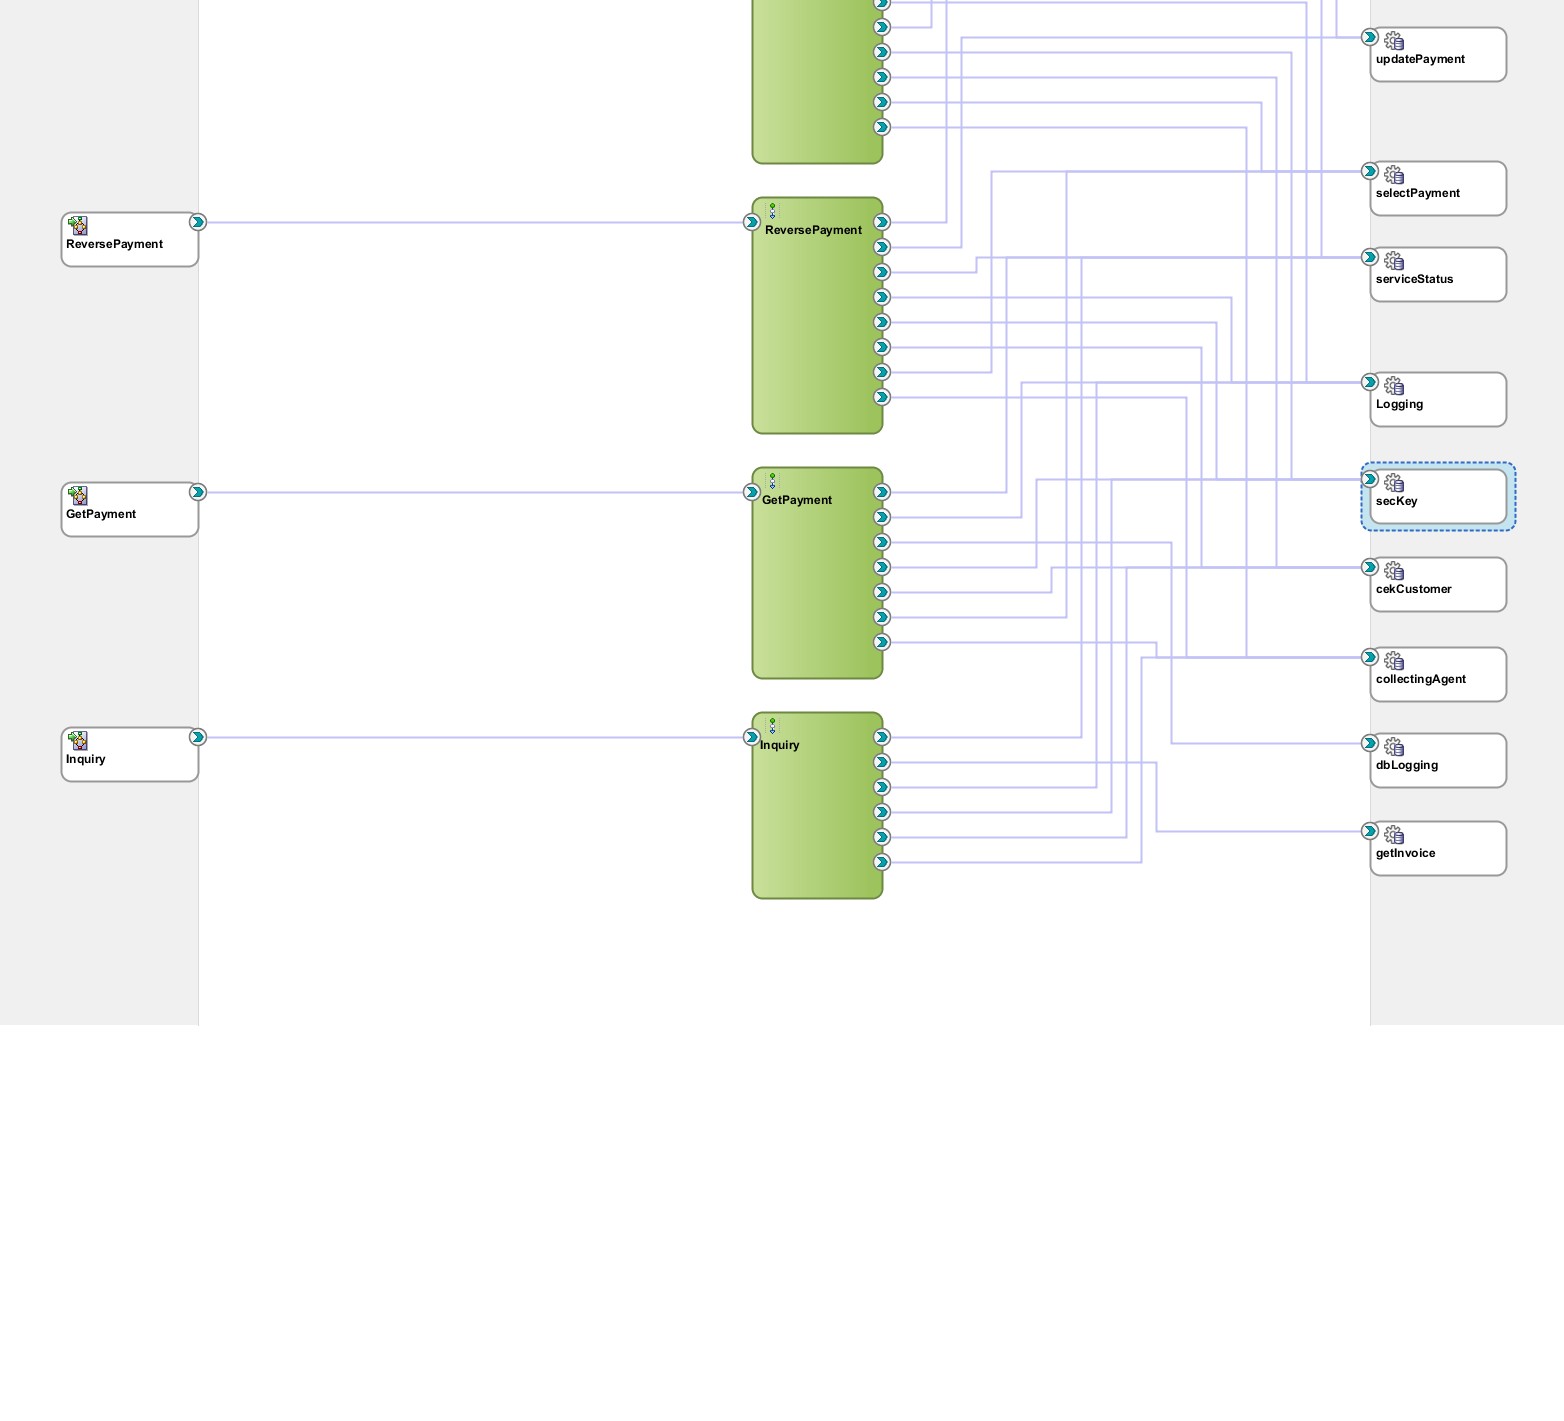 updatePayment
selectPayment
ReversePayment
ReversePayment
serviceStatus
Logging
GetPayment
GetPayment
secKey
cekCustomer
collectingAgent
Inquiry
Inquiry
dbLogging
getInvoice